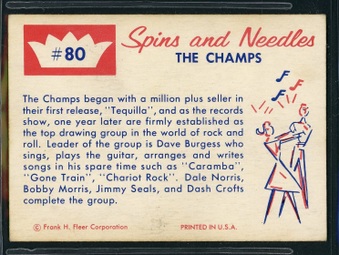 #80
Spins and Needles
THE CHAMPS
The Champs began with a million plus seller in
their first release, "Tequilla", and as the records
show, one year later are firmly established as
the top drawing group in the world of rock and
roll. Leader of the group is Dave Burgess who
sings, plays the guitar, arranges and writes
songs in his spare time such as "Caramba",
"Gone Train", "Chariot Rock". Dale Norris,
Bobby Morris, Jimmy Seals, and Dash Crofts
complete the group.
© Frank H. Fleer Corporation PRINTED IN U.S.A.